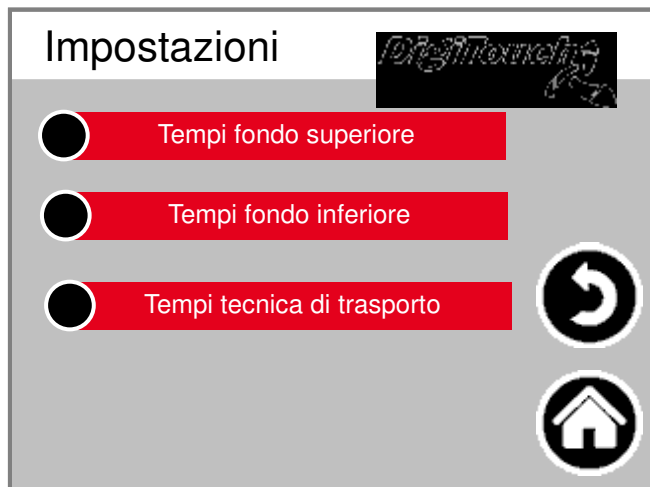 Impostazioni
DigiTouch
Tempi fondo superiore
Tempi fondo inferiore
Tempi tecnica di trasporto